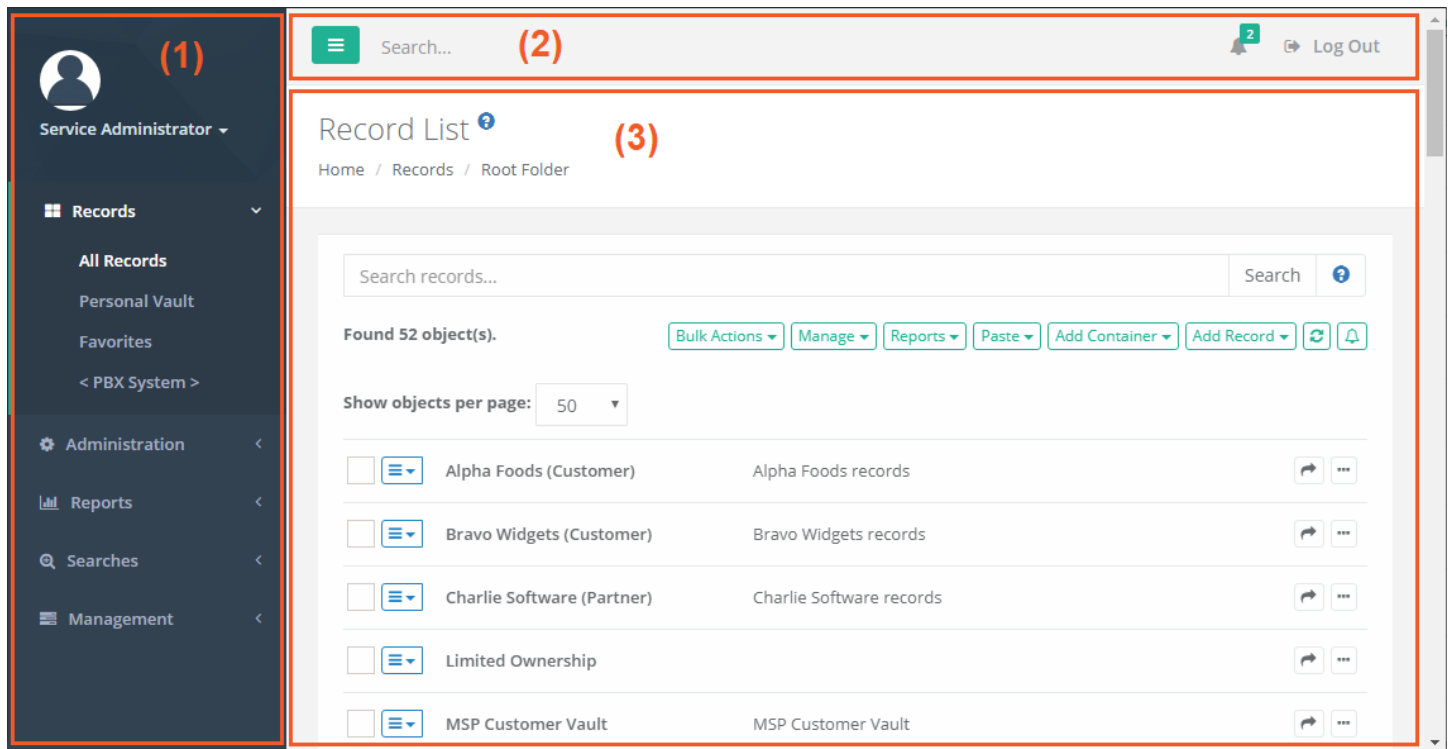 (1)
Service Administrator
Records
All Records
Personal Vault
Favorites
< PBX System >
Administration
Reports
Searches
Management
Search... (2) 2 Log Out
Record List ?
(3)
Home / Records / Root Folder
Search records... Search ?
Found 52 object(s). Bulk Actions Manage Reports Paste Add Container Add Record
Show objects per page: 50
Alpha Foods (Customer) Alpha Foods records
Bravo Widgets (Customer) Bravo Widgets records
Charlie Software (Partner) Charlie Software records
Limited Ownership
MSP Customer Vault MSP Customer Vault